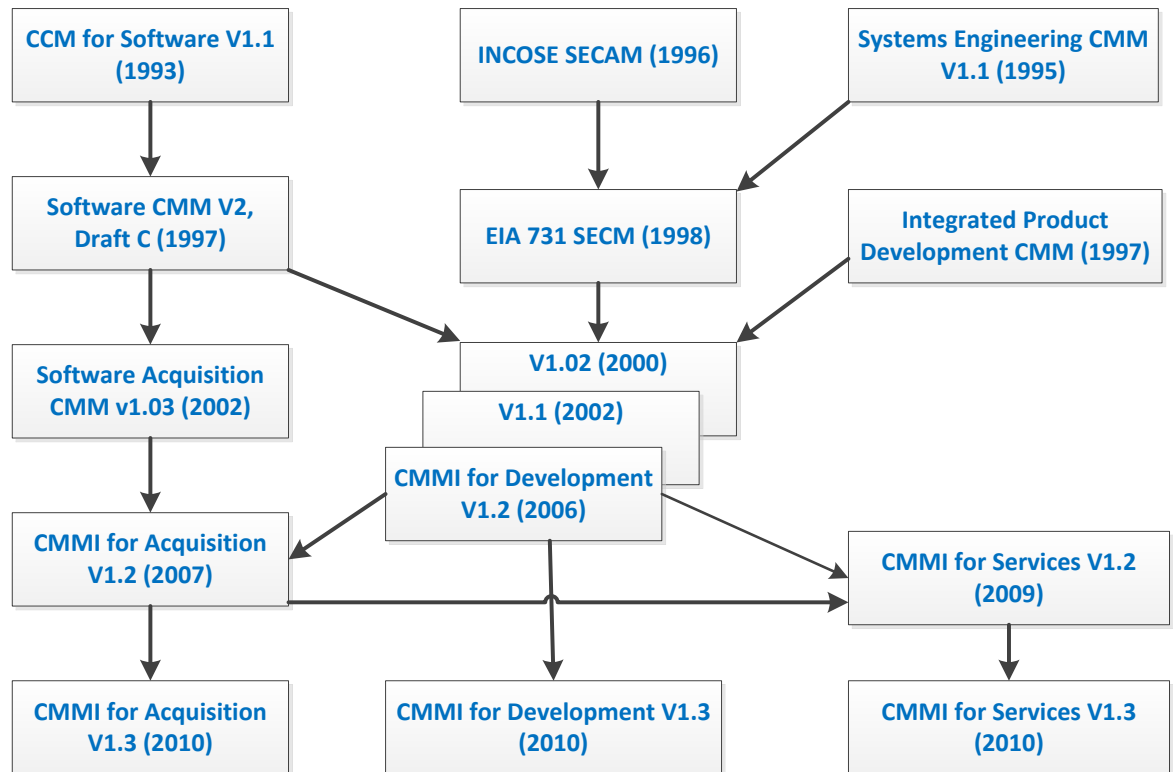 CCM for Software V1.1
(1993)
INCOSE SECAM (1996)
Systems Engineering CMM
V1.1 (1995)
Software CMM V2,
Draft C (1997)
EIA 731 SECM (1998)
Integrated Product
Development CMM (1997)
V1.02 (2000)
Software Acquisition
CMM v1.03 (2002)
V1.1 (2002)
CMMI for Development
V1.2 (2006)
CMMI for Acquisition
V1.2 (2007)
CMMI for Services V1.2
(2009)
CMMI for Acquisition
V1.3 (2010)
CMMI for Development V1.3
(2010)
CMMI for Services V1.3
(2010)